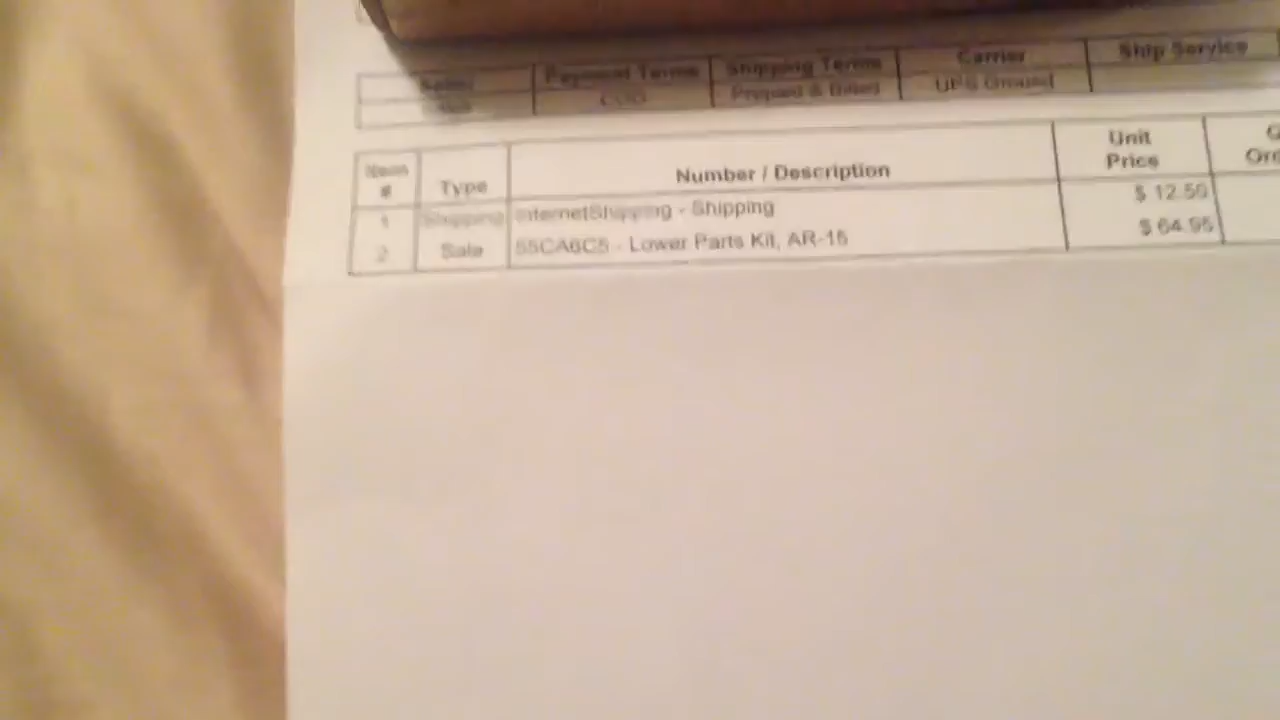 Payment Terms Shipping Terms Carrier Ship Service
Prepaid & Billed UPS Ground
Item # Type Number / Description Unit Price
1 Shipping InternetShipping - Shipping $ 12.50
2 Sale 55CA6C5 - Lower Parts Kit, AR-15 $ 64.95